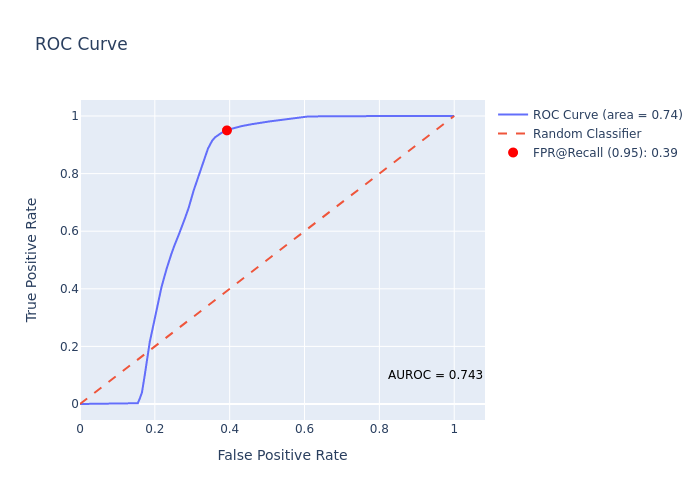 ROC Curve
ROC Curve (area = 0.74)
Random Classifier
FPR@Recall (0.95): 0.39
1
0.8
0.6
0.4
0.2
0
True Positive Rate
AUROC = 0.743
0
0.2
0.4
0.6
0.8
1
False Positive Rate